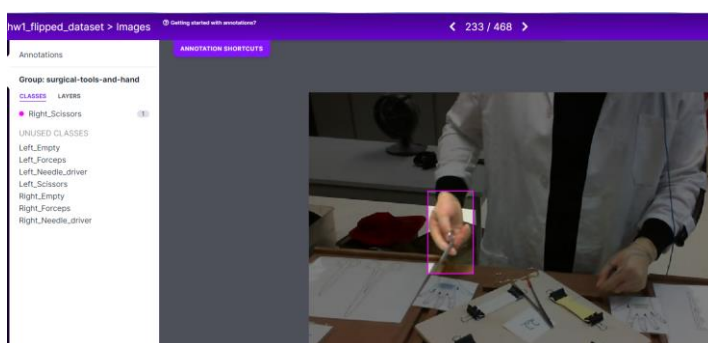 hw1_flipped_dataset > Images
Getting started with annotations?
233 / 468
Annotations
ANNOTATION SHORTCUTS
Group: surgical-tools-and-hand
CLASSES LAYERS
Right_Scissors 1
UNUSED CLASSES
Left_Empty
Left_Forceps
Left_Needle_driver
Left_Scissors
Right_Empty
Right_Forceps
Right_Needle_driver
22